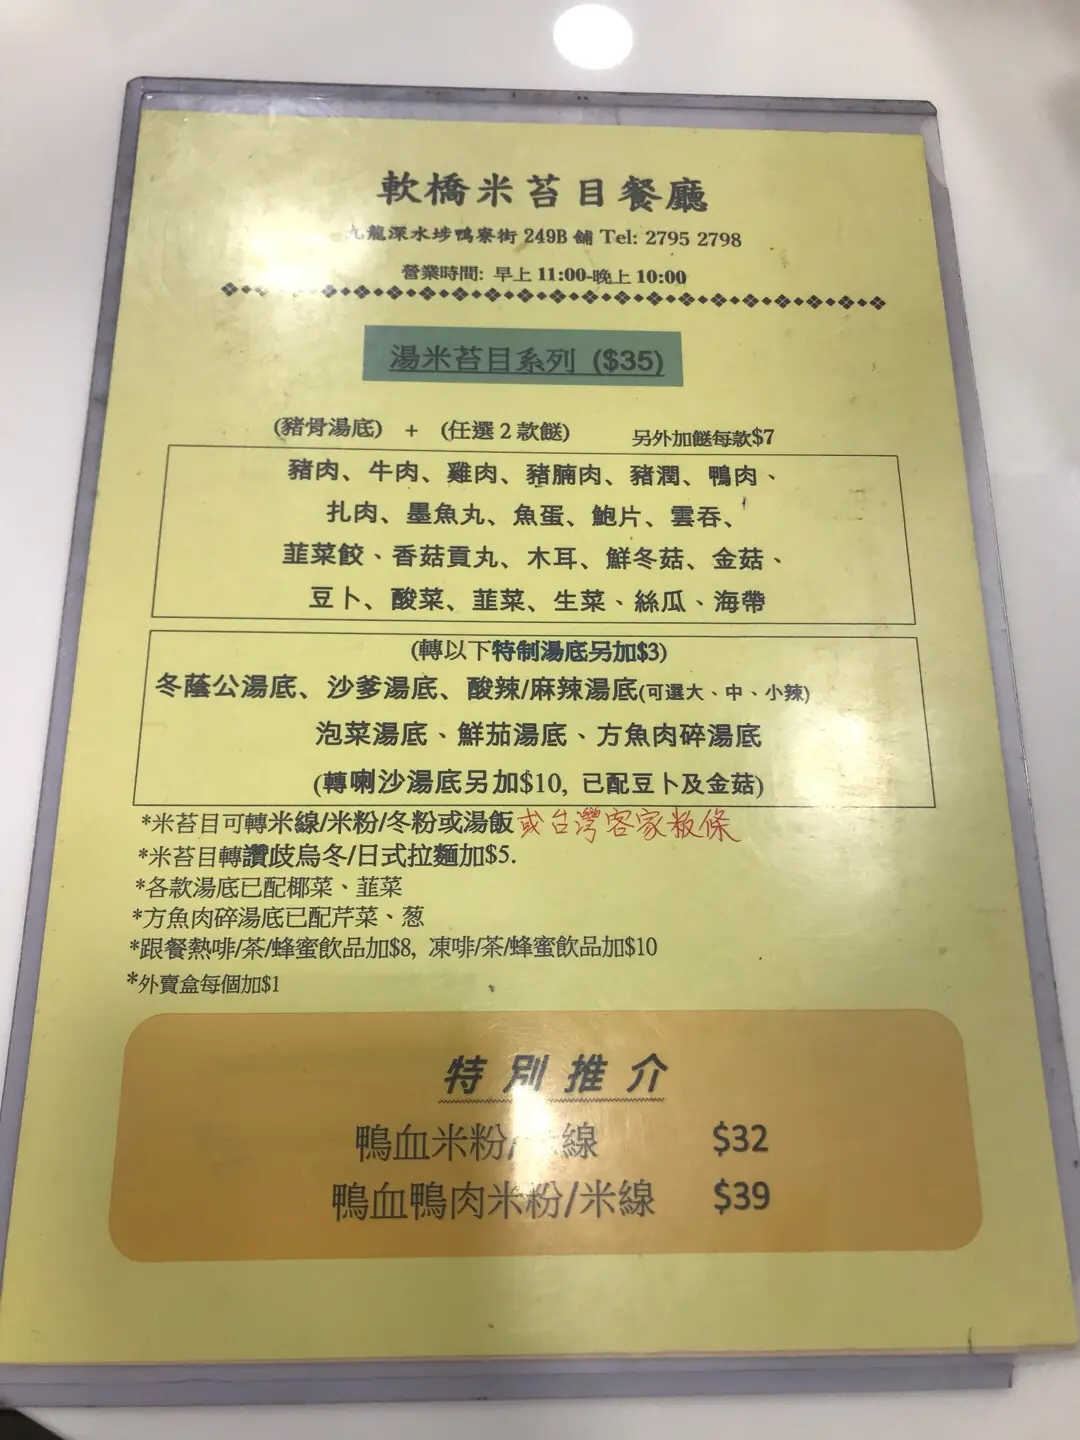 軟橋米苔目餐廳
九龍深水埗鴨寮街 249B 舖 Tel: 2795 2798
營業時間: 早上 11:00-晚上 10:00
湯米苔目系列 ($35)
(豬骨湯底) + (任選 2 款餸) 另外加餸每款$7
豬肉、牛肉、雞肉、豬腩肉、豬潤、鴨肉、
扎肉、墨魚丸、魚蛋、鮑片、雲吞、
韮菜餃、香菇貢丸、木耳、鮮冬菇、金菇、
豆卜、酸菜、韮菜、生菜、絲瓜、海帶
(轉以下特制湯底另加$3)
冬蔭公湯底、沙爹湯底、酸辣/麻辣湯底(可選大、中、小辣)
泡菜湯底、鮮茄湯底、方魚肉碎湯底
(轉喇沙湯底另加$10, 已配豆卜及金菇)
*米苔目可轉米線/米粉/冬粉或湯飯或台灣客家粄條
*米苔目轉讚歧烏冬/日式拉麵加$5.
*各款湯底已配椰菜、韮菜
*方魚肉碎湯底已配芹菜、葱
*跟餐熱啡/茶/蜂蜜飲品加$8, 凍啡/茶/蜂蜜飲品加$10
*外賣盒每個加$1
特別推介
鴨血米粉/米線 $32
鴨血鴨肉米粉/米線 $39